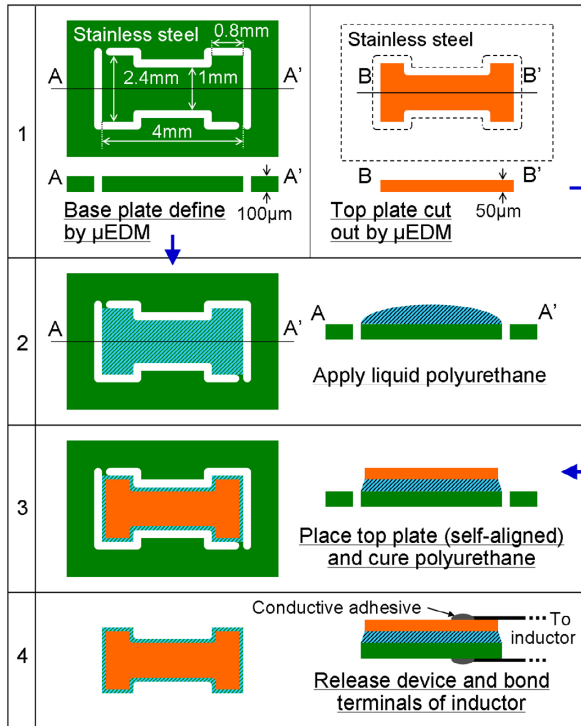 1
Stainless steel
0.8mm
A
A'
2.4mm
1mm
4mm
A
A'
100µm
Base plate define
by µEDM
Stainless steel
B
B'
B
B'
50µm
Top plate cut
out by µEDM
2
A
A'
A
A'
Apply liquid polyurethane
3
Place top plate (self-aligned)
and cure polyurethane
4
Conductive adhesive
To
inductor
Release device and bond
terminals of inductor